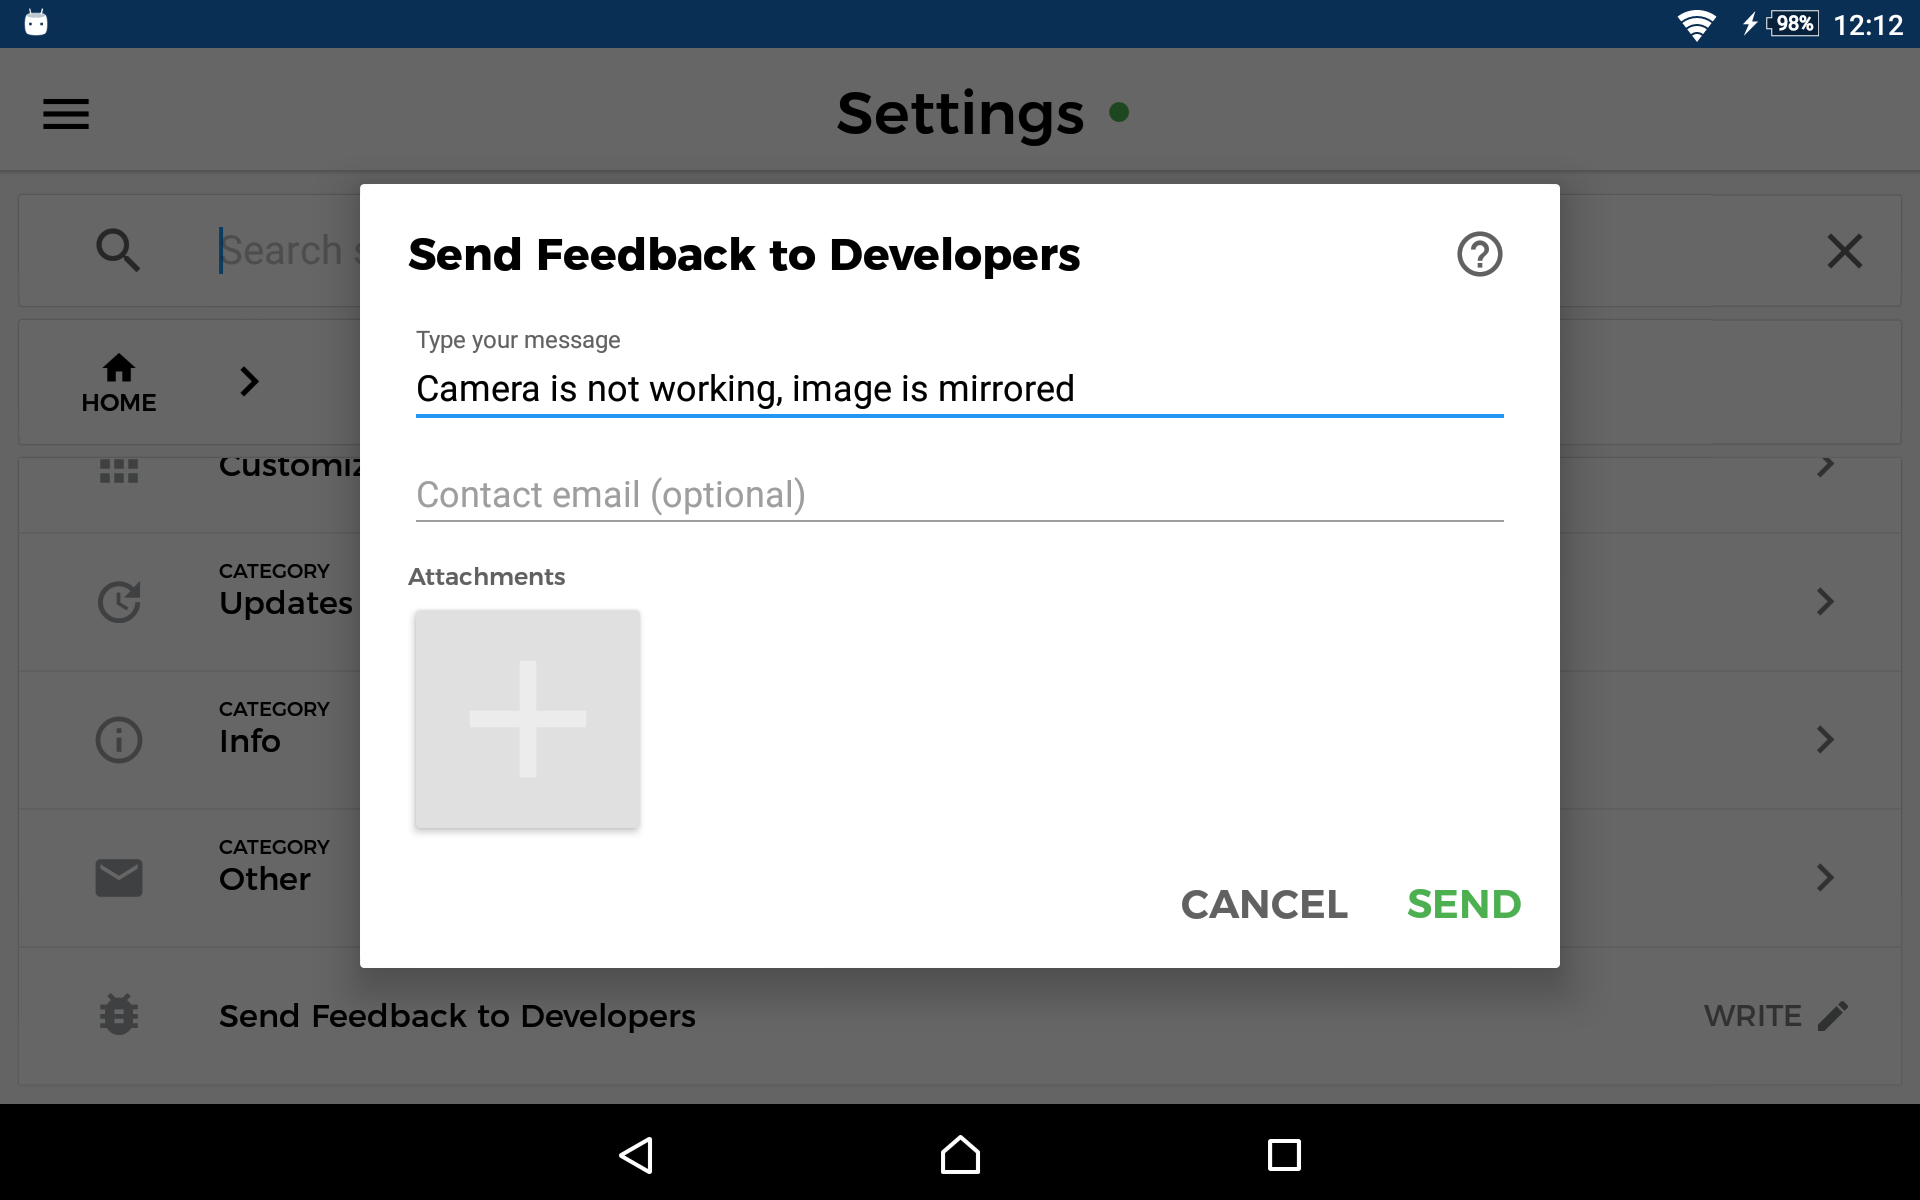 98% 12:12
Settings
Search s
Send Feedback to Developers
Type your message
Camera is not working, image is mirrored
HOME
Contact email (optional)
Customiz
Attachments
CATEGORY
Updates
CATEGORY
Info
CATEGORY
Other
CANCEL SEND
Send Feedback to Developers WRITE